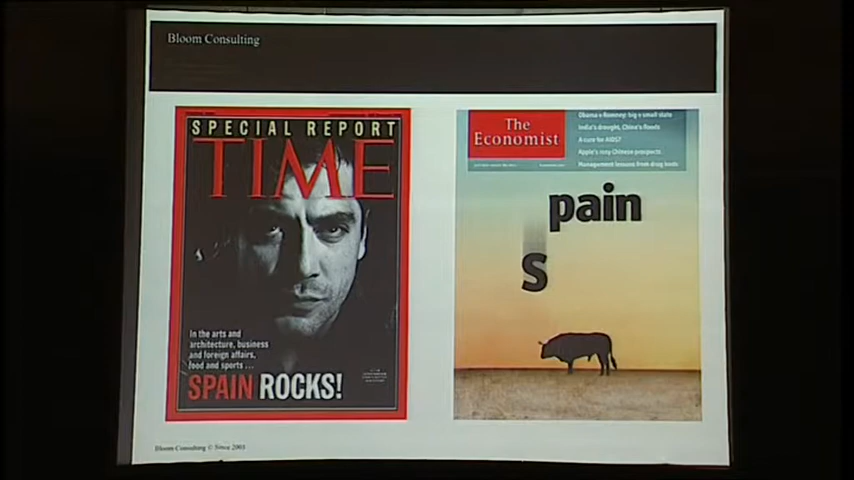 Bloom Consulting
SPECIAL REPORT
TIME
In the arts and
architecture, business
and foreign affairs,
food and sports ...
SPAIN ROCKS!
The
Economist
Obama v Romney: big v small state
India's drought, China's floods
A cure for AIDS?
Apple's rosy Chinese prospects
Management lessons from drug lords
pain
S
Bloom Consulting © Since 2003